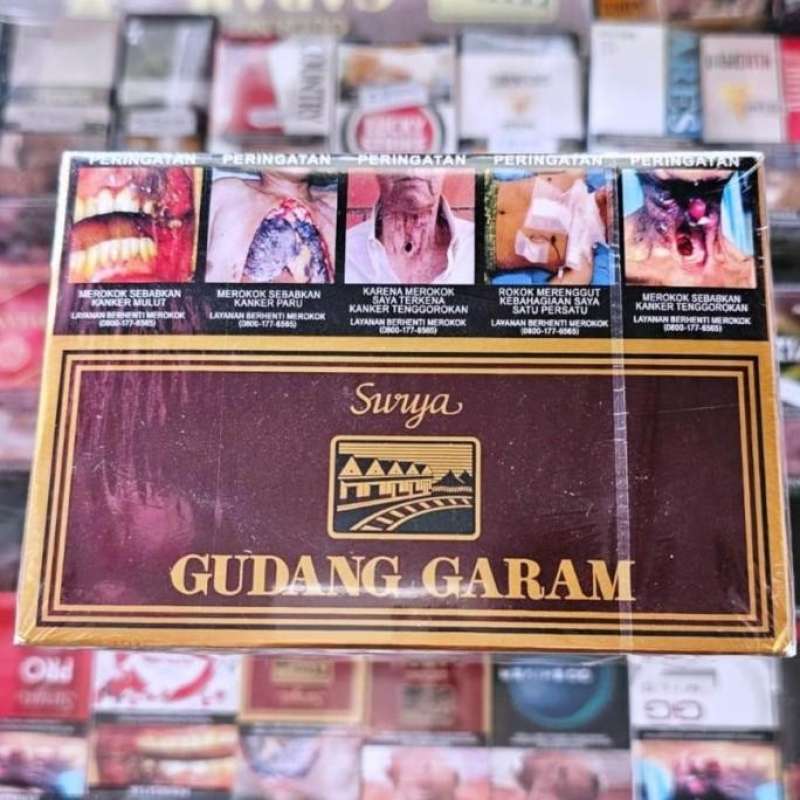 PERINGATAN PERINGATAN PERINGATAN PERINGATAN PERINGATAN
MEROKOK SEBABKAN
KANKER MULUT
LAYANAN BERHENTI MEROKOK
(0800-177-6565)
MEROKOK SEBABKAN
KANKER PARU
LAYANAN BERHENTI MEROKOK
(0800-177-6565)
KARENA MEROKOK
SAYA TERKENA
KANKER TENGGOROKAN
LAYANAN BERHENTI MEROKOK
(0800-177-6565)
ROKOK MERENGGUT
KEBAHAGIAAN SAYA
SATU PERSATU
LAYANAN BERHENTI MEROKOK
(0800-177-6565)
MEROKOK SEBABKAN
KANKER TENGGOROKAN
LAYANAN BERHENTI MEROKOK
(0800-177-6565)
Surya
GUDANG GARAM
PRO